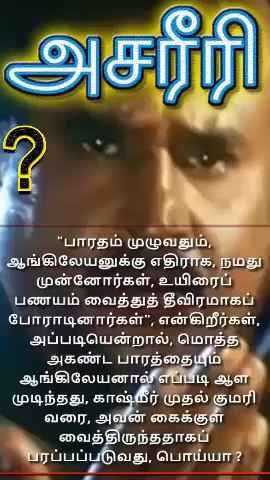 அசரீரி
?
"பாரதம் முழுவதும்,
ஆங்கிலேயனுக்கு எதிராக, நமது
முன்னோர்கள், உயிரைப்
பணயம் வைத்துத் தீவிரமாகப்
போராடினார்கள்", என்கிறீர்கள்,
அப்படியென்றால், மொத்த
அகண்ட பாரத்தையும்
ஆங்கிலேயனால் எப்படி ஆள
முடிந்தது, காஷ்மீர் முதல் குமரி
வரை, அவன் கைக்குள்
வைத்திருந்ததாகப்
பரப்பப்படுவது, பொய்யா ?